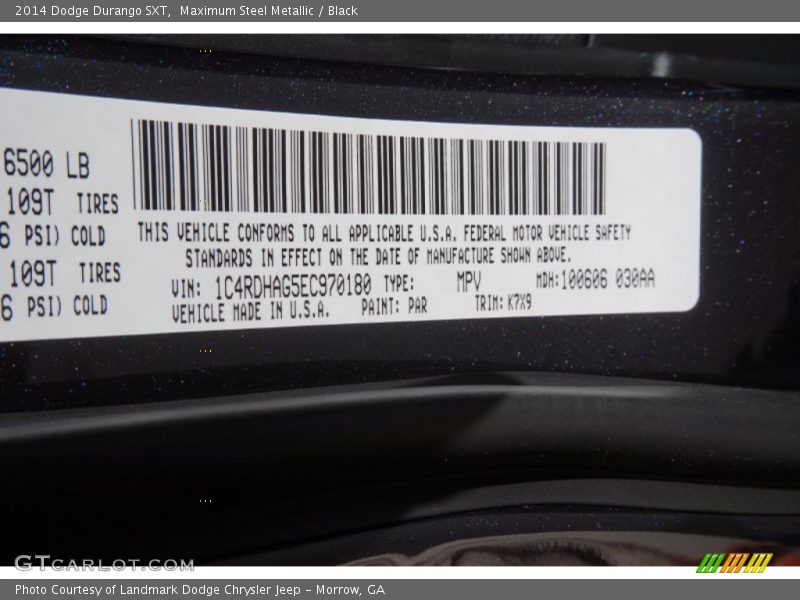 2014 Dodge Durango SXT,  Maximum Steel Metallic / Black
6500 LB
109T TIRES
6 PSI) COLD
109T TIRES
6 PSI) COLD
THIS VEHICLE CONFORMS TO ALL APPLICABLE U.S.A. FEDERAL MOTOR VEHICLE SAFETY
STANDARDS IN EFFECT ON THE DATE OF MANUFACTURE SHOWN ABOVE.
VIN: 1C4RDHAG5EC970180 TYPE: MPV MDH:100606 030AA
VEHICLE MADE IN U.S.A. PAINT: PAR TRIM: K7X9
GTCARLOT.COM
Photo Courtesy of Landmark Dodge Chrysler Jeep - Morrow, GA